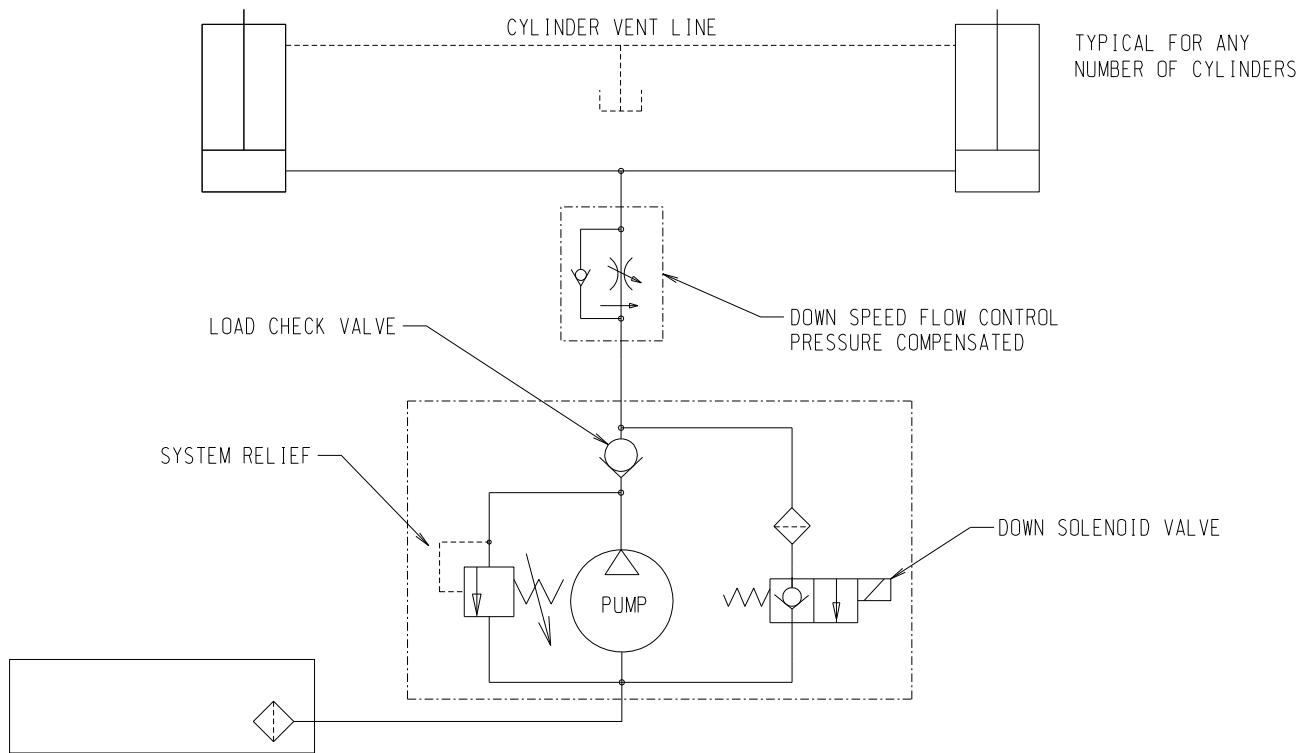 CYLINDER VENT LINE
TYPICAL FOR ANY
NUMBER OF CYLINDERS
LOAD CHECK VALVE
DOWN SPEED FLOW CONTROL
PRESSURE COMPENSATED
SYSTEM RELIEF
DOWN SOLENOID VALVE
PUMP